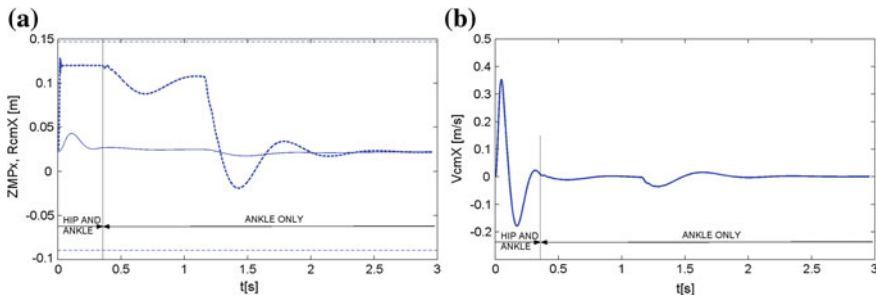 (a)
0.15
0.1
0.05
0
-0.05
-0.1
ZMPx, RcmX [m]
HIP AND
ANKLE
ANKLE ONLY
0
0.5
1
1.5
2
2.5
3
t[s]
(b)
0.5
0.4
0.3
0.2
0.1
0
-0.1
-0.2
VcmX [m/s]
HIP AND
ANKLE
ANKLE ONLY
0
0.5
1
1.5
2
2.5
3
t[s]